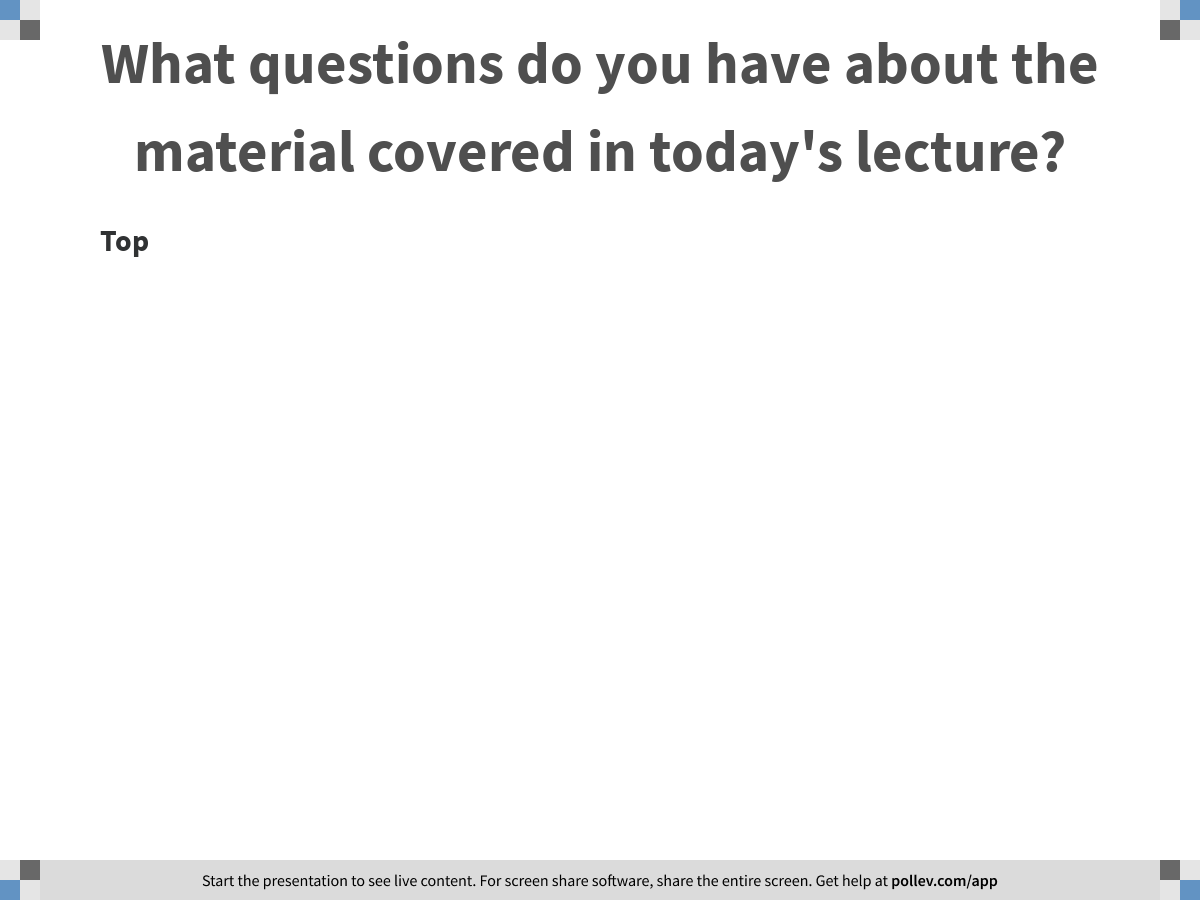 What questions do you have about the
material covered in today's lecture?
Top
Start the presentation to see live content. For screen share software, share the entire screen. Get help at pollev.com/app